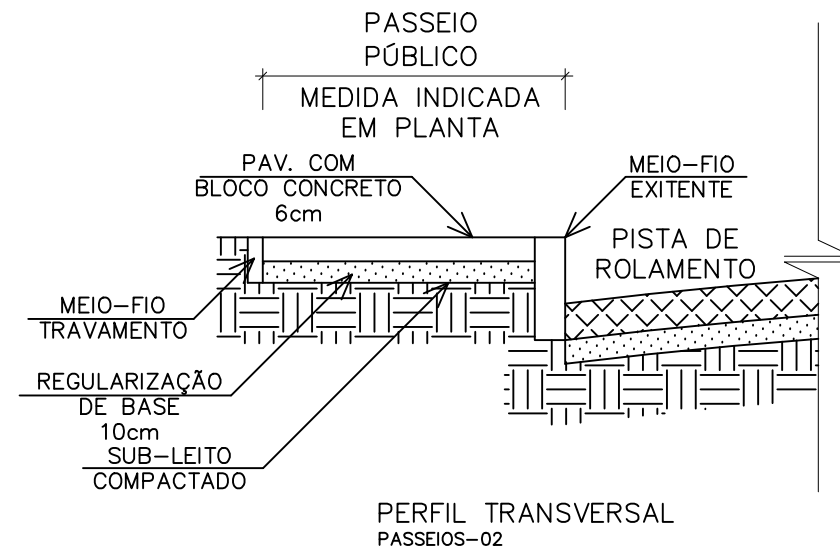 PASSEIO
PÚBLICO
MEDIDA INDICADA
EM PLANTA
PAV. COM
BLOCO CONCRETO
6cm
MEIO-FIO
EXITENTE
PISTA DE
ROLAMENTO
MEIO-FIO
TRAVAMENTO
REGULARIZAÇÃO
DE BASE
10cm
SUB-LEITO
COMPACTADO
PERFIL TRANSVERSAL
PASSEIOS-02